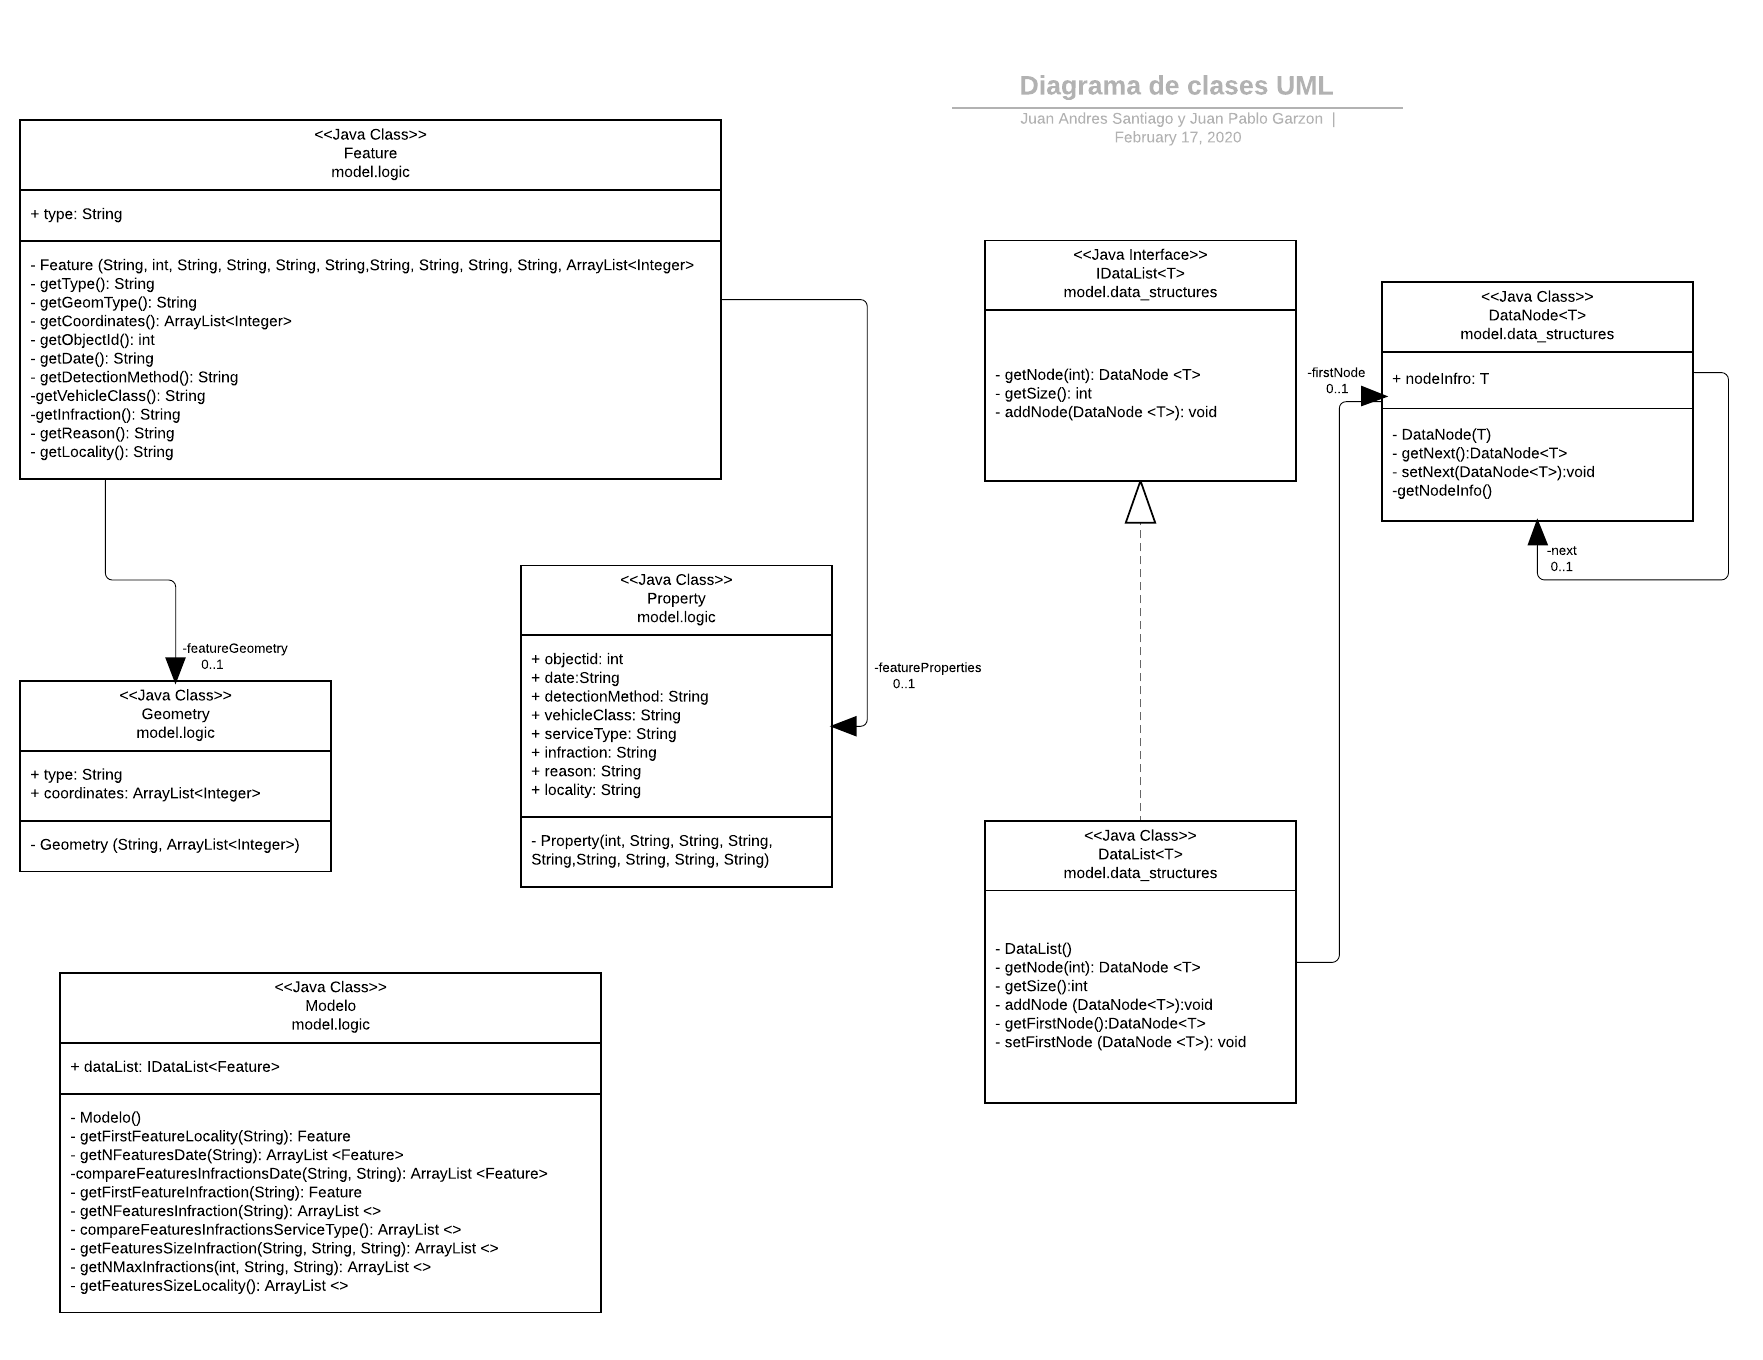 Diagrama de clases UML
Juan Andres Santiago y Juan Pablo Garzon |
February 17, 2020
<<Java Class>>
Feature
model.logic
+ type: String
- Feature (String, int, String, String, String, String,String, String, String, String, ArrayList<Integer>
- getType(): String
- getGeomType(): String
- getCoordinates(): ArrayList<Integer>
- getObjectId(): int
- getDate(): String
- getDetectionMethod(): String
-getVehicleClass(): String
-getInfraction(): String
- getReason(): String
- getLocality(): String
<<Java Interface>>
IDataList<T>
model.data_structures
- getNode(int): DataNode <T>
- getSize(): int
- addNode(DataNode <T>): void
<<Java Class>>
DataNode<T>
model.data_structures
+ nodeInfro: T
- DataNode(T)
- getNext():DataNode<T>
- setNext(DataNode<T>):void
-getNodeInfo()
-firstNode
0..1
-next
0..1
-featureGeometry
0..1
<<Java Class>>
Geometry
model.logic
+ type: String
+ coordinates: ArrayList<Integer>
- Geometry (String, ArrayList<Integer>)
<<Java Class>>
Property
model.logic
+ objectid: int
+ date:String
+ detectionMethod: String
+ vehicleClass: String
+ serviceType: String
+ infraction: String
+ reason: String
+ locality: String
- Property(int, String, String, String,
String,String, String, String, String)
-featureProperties
0..1
<<Java Class>>
DataList<T>
model.data_structures
- DataList()
- getNode(int): DataNode <T>
- getSize():int
- addNode (DataNode<T>):void
- getFirstNode():DataNode<T>
- setFirstNode (DataNode <T>): void
<<Java Class>>
Modelo
model.logic
+ dataList: IDataList<Feature>
- Modelo()
- getFirstFeatureLocality(String): Feature
- getNFeaturesDate(String): ArrayList <Feature>
-compareFeaturesInfractionsDate(String, String): ArrayList <Feature>
- getFirstFeatureInfraction(String): Feature
- getNFeaturesInfraction(String): ArrayList <>
- compareFeaturesInfractionsServiceType(): ArrayList <>
- getFeaturesSizeInfraction(String, String, String): ArrayList <>
- getNMaxInfractions(int, String, String): ArrayList <>
- getFeaturesSizeLocality(): ArrayList <>